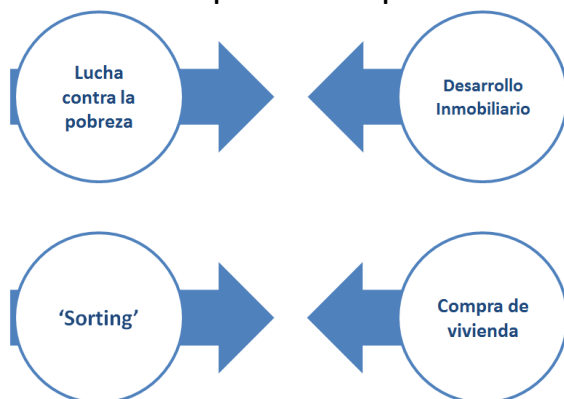 Lucha
contra la
pobreza
Desarrollo
Inmobiliario
‘Sorting’
Compra de
vivienda